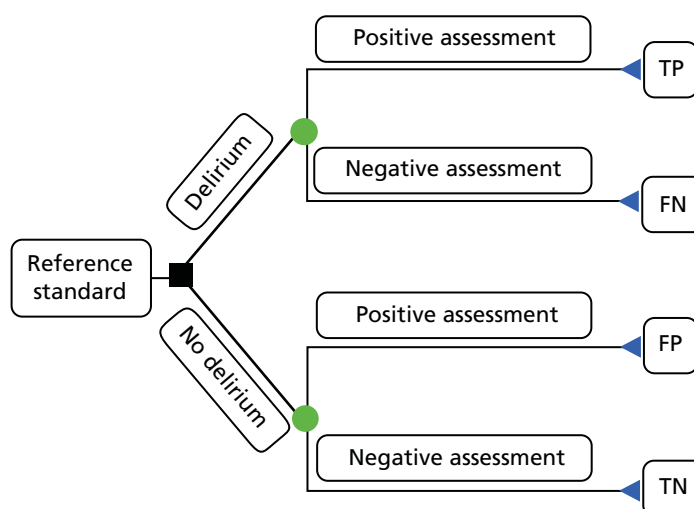 Positive assessment
TP
Delirium
Negative assessment
FN
Reference
standard
Positive assessment
FP
No delirium
Negative assessment
TN